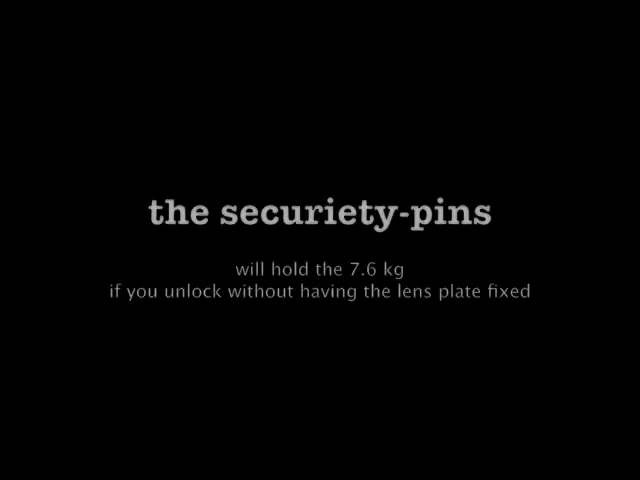 the securiety-pins
will hold the 7.6 kg
if you unlock without having the lens plate fixed